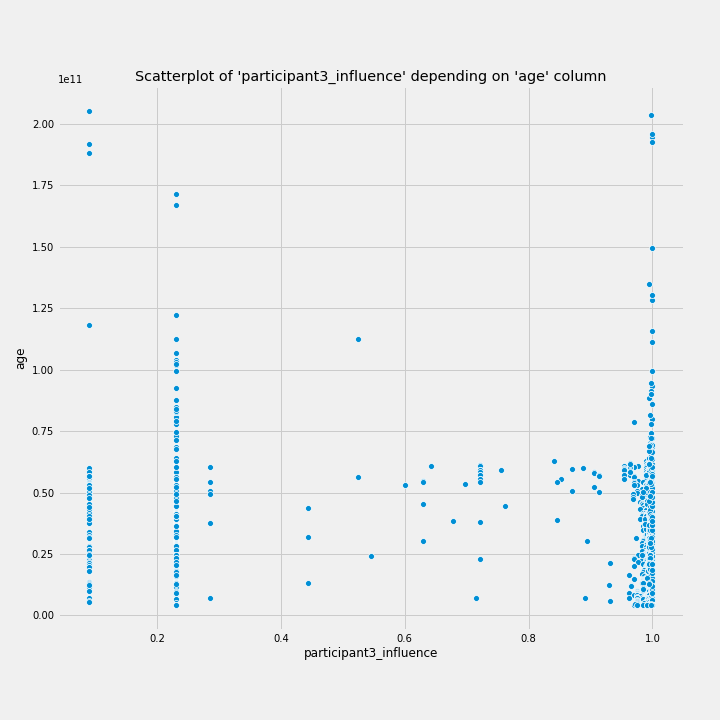 Scatterplot of 'participant3_influence' depending on 'age' column
1e11
2.00
1.75
1.50
1.25
1.00
0.75
0.50
0.25
0.00
age
0.2 0.4 0.6 0.8 1.0
participant3_influence